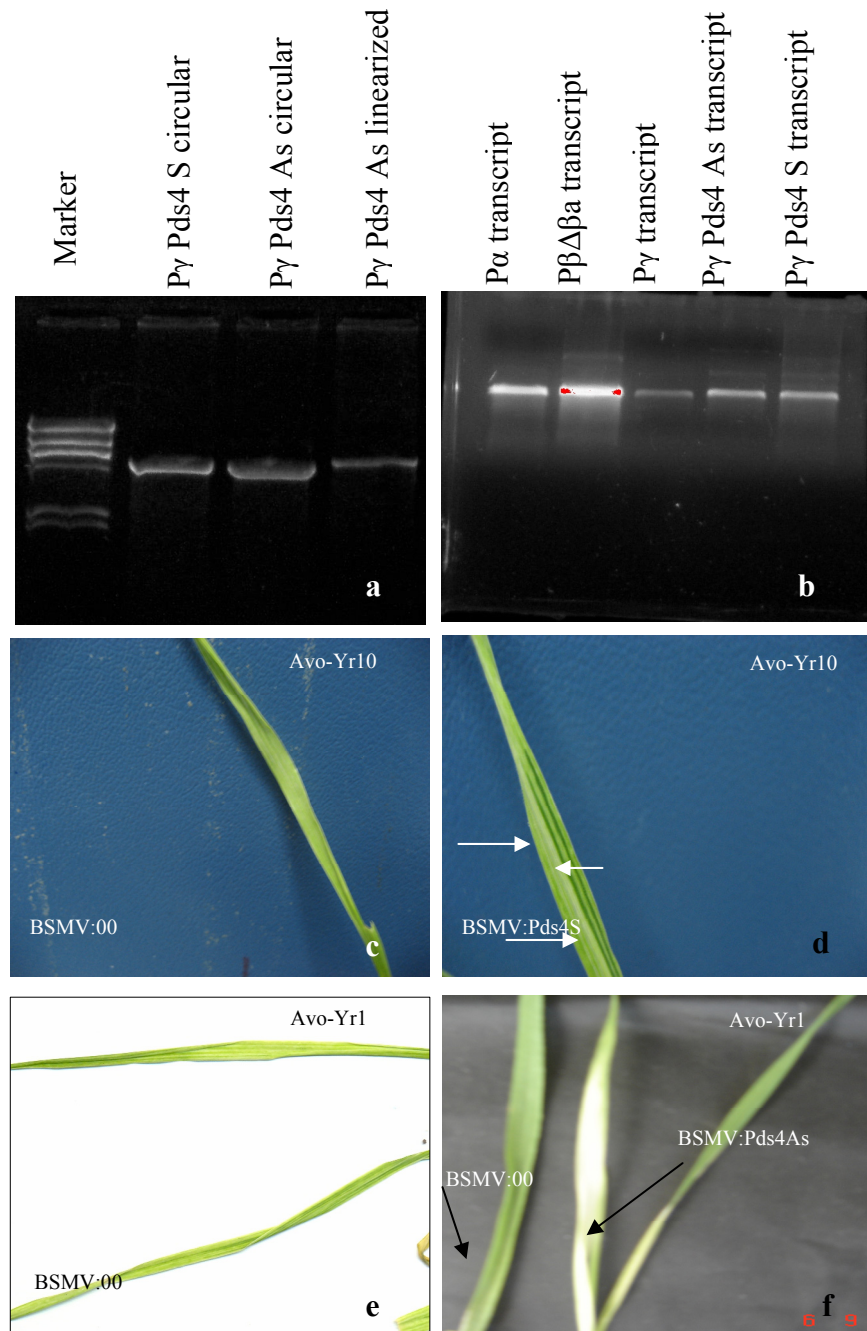 Marker
Pγ Pds4 S circular
Pγ Pds4 As circular
Pγ Pds4 As linearized
Pα transcript
PβΔβa transcript
Pγ transcript
Pγ Pds4 As transcript
Pγ Pds4 S transcript
a
b
Avo-Yr10
BSMV:00
c
Avo-Yr10
BSMV:Pds4S
d
Avo-Yr1
BSMV:00
e
Avo-Yr1
BSMV:Pds4As
BSMV:00
f
6 9